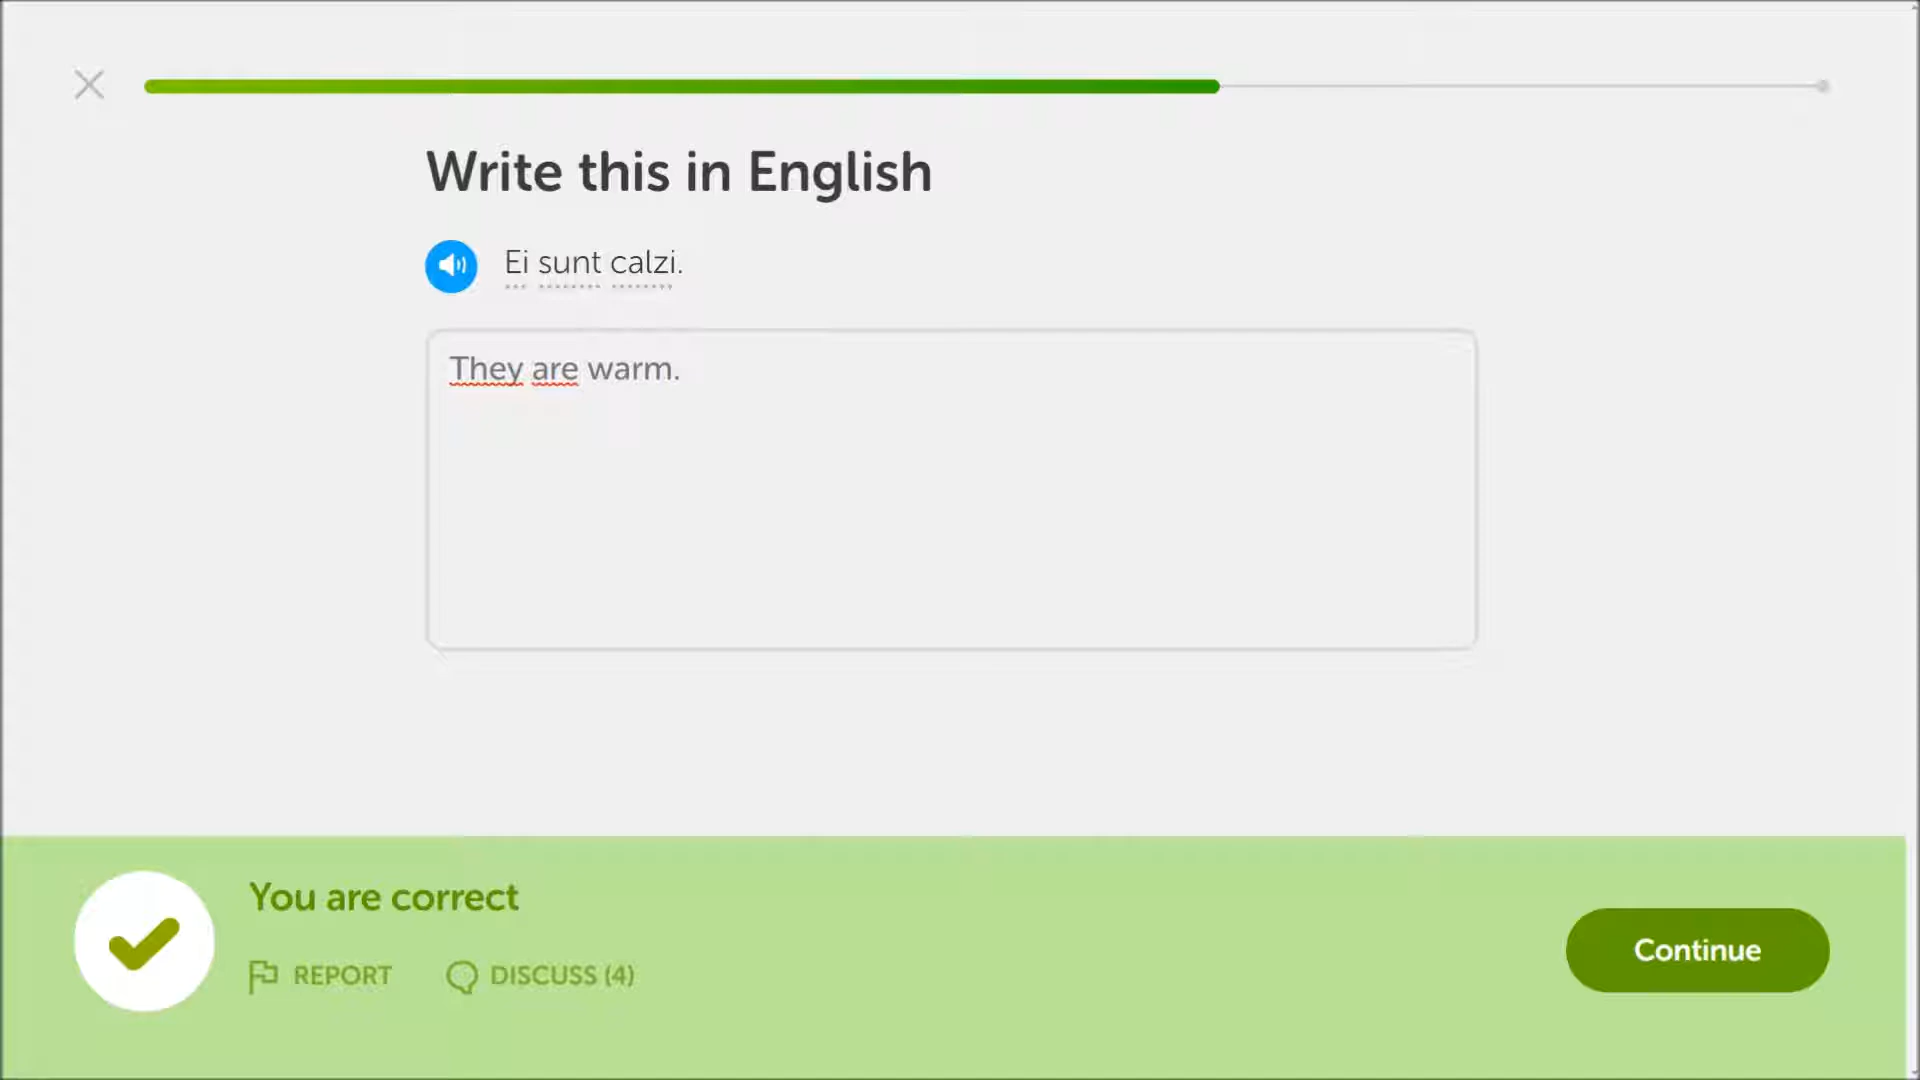 Write this in English
Ei sunt calzi.
They are warm.
You are correct
REPORT
DISCUSS (4)
Continue